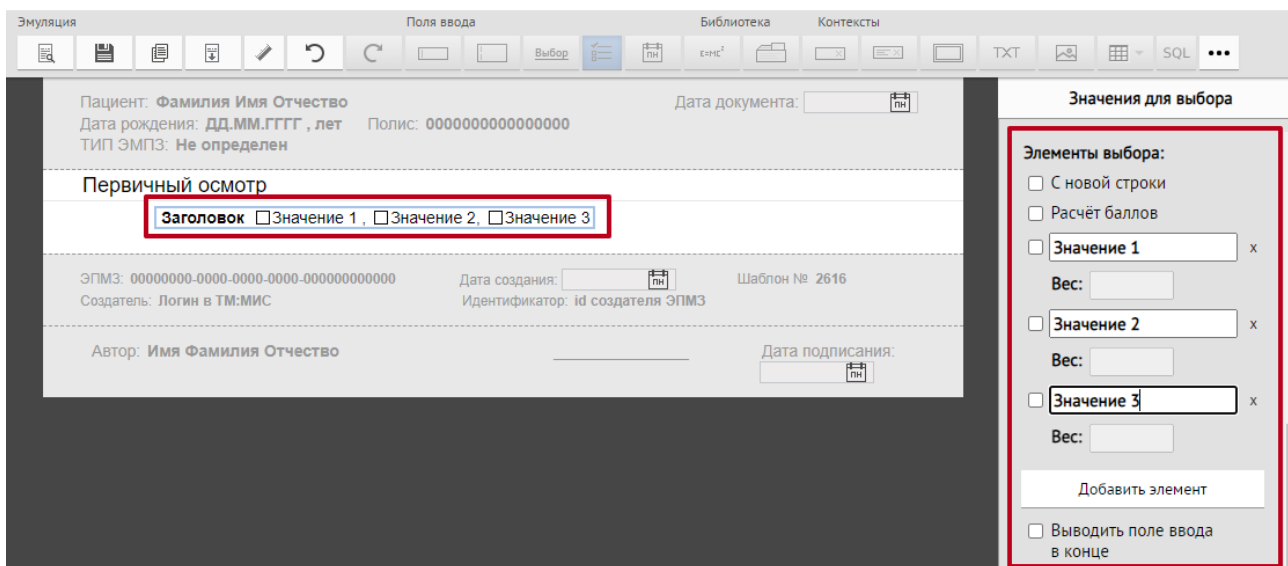 Эмуляция Поля ввода Библиотека Контексты
Выбор ПН E=MC² TXT SQL
Пациент: Фамилия Имя Отчество Дата документа: ПН
Дата рождения: ДД.ММ.ГГГГ , лет Полис: 0000000000000000
ТИП ЭМПЗ: Не определен
Первичный осмотр
Заголовок Значение 1 , Значение 2, Значение 3
ЭПМЗ: 00000000-0000-0000-0000-000000000000 Дата создания: ПН Шаблон № 2616
Создатель: Логин в ТМ:МИС Идентификатор: id создателя ЭПМЗ
Автор: Имя Фамилия Отчество Дата подписания:
ПН
Значения для выбора
Элементы выбора:
С новой строки
Расчёт баллов
Значение 1 x
Вес:
Значение 2 x
Вес:
Значение 3 x
Вес:
Добавить элемент
Выводить поле ввода
в конце